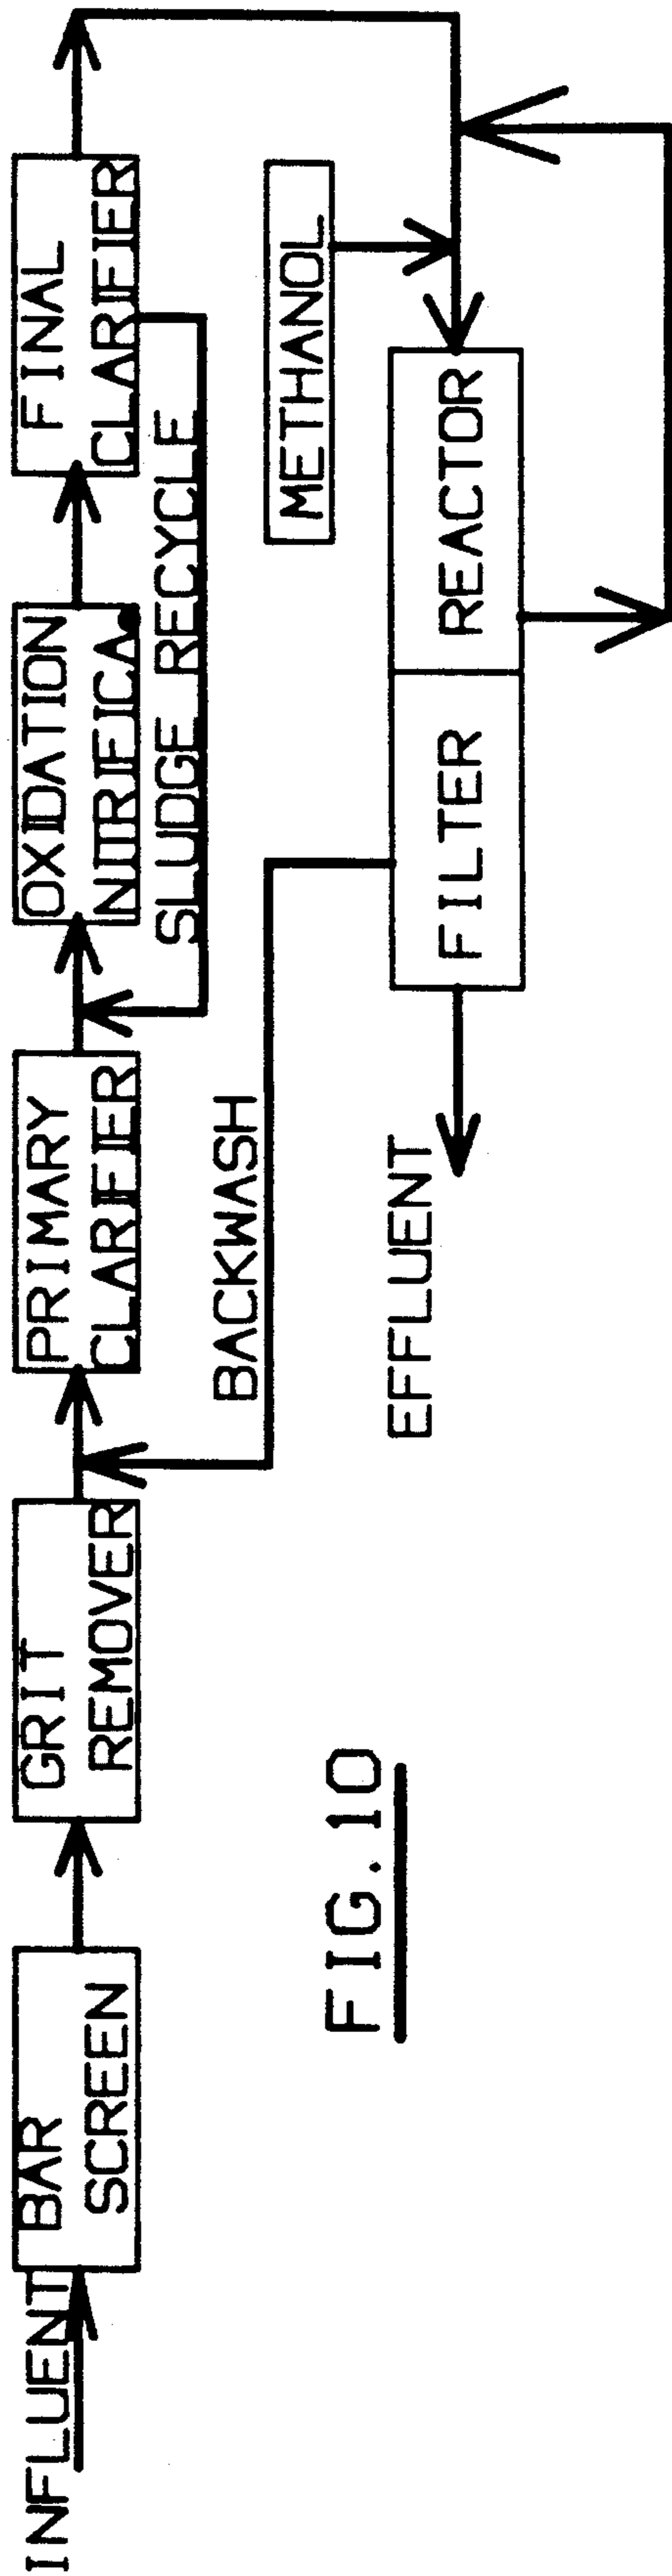 INFLUENT
BAR
SCREEN
GRIT
REMOVER
PRIMARY
CLARIFIER
OXIDATION
NITRIFICA
FINAL
CLARIFIER
SLUDGE RECYCLE
BACKWASH
METHANOL
EFFLUENT
FILTER
REACTOR
FIG.10